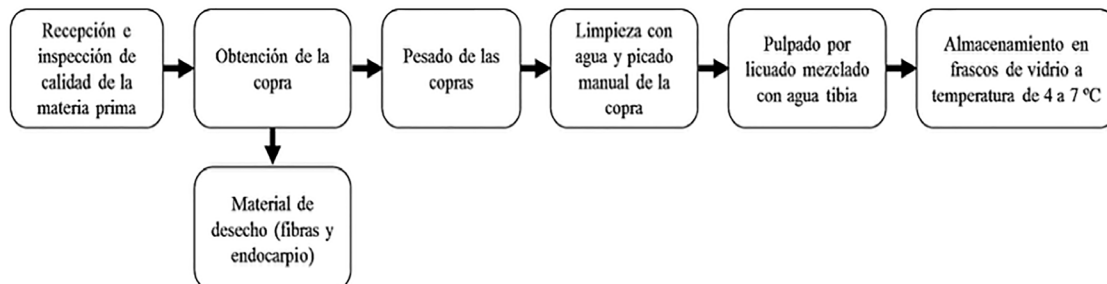 Recepción e
inspección de
calidad de la
materia prima
Obtención de la
copra
Pesado de las
copras
Limpieza con
agua y picado
manual de la
copra
Pulpado por
licuado mezclado
con agua tibia
Almacenamiento en
frascos de vidrio a
temperatura de 4 a 7 ºC
Material de
desecho (fibras y
endocarpio)